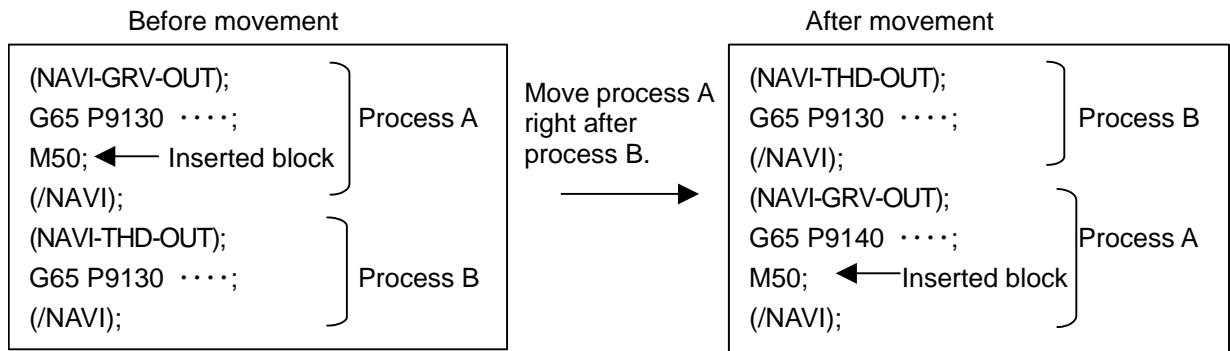 Before movement
(NAVI-GRV-OUT);
G65 P9130 ････;
Process A
M50;
Inserted block
(/NAVI);
(NAVI-THD-OUT);
G65 P9130 ････;
Process B
(/NAVI);
Move process A
right after
process B.
After movement
(NAVI-THD-OUT);
G65 P9130 ････;
Process B
(/NAVI);
(NAVI-GRV-OUT);
G65 P9140 ････;
Process A
M50;
Inserted block
(/NAVI);